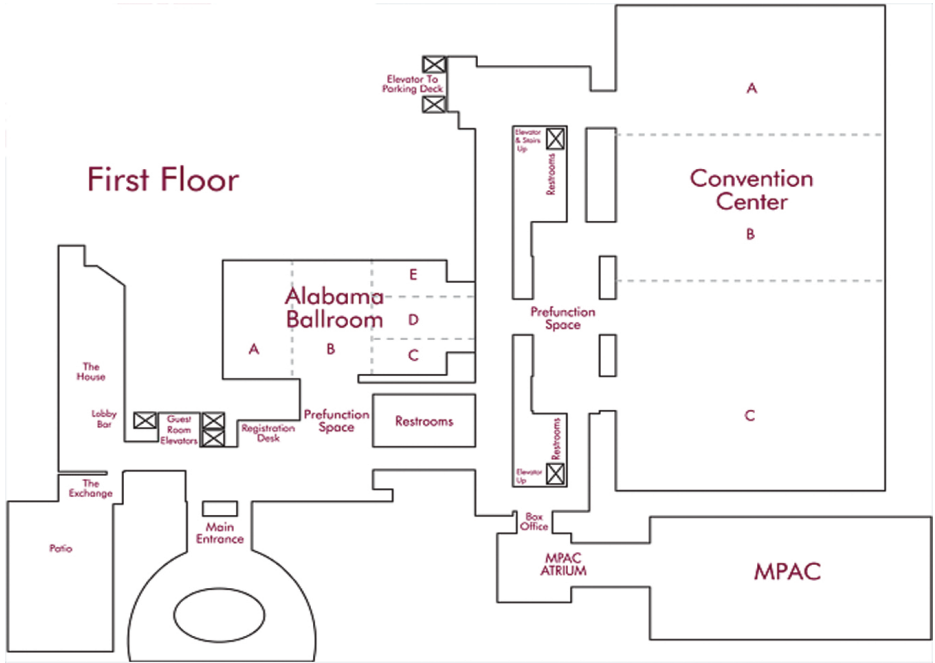 Elevator To
Parking Deck
A
Elevator
& Stairs
Up
Restrooms
First Floor
Convention
Center
B
E
Alabama
Ballroom
D
Prefunction
Space
A
B
C
The
House
Lobby
Bar
Guest
Room
Elevators
Registration
Desk
Prefunction
Space
Restrooms
Restrooms
C
Elevator
Up
The
Exchange
Main
Entrance
Box
Office
Patio
MPAC
ATRIUM
MPAC